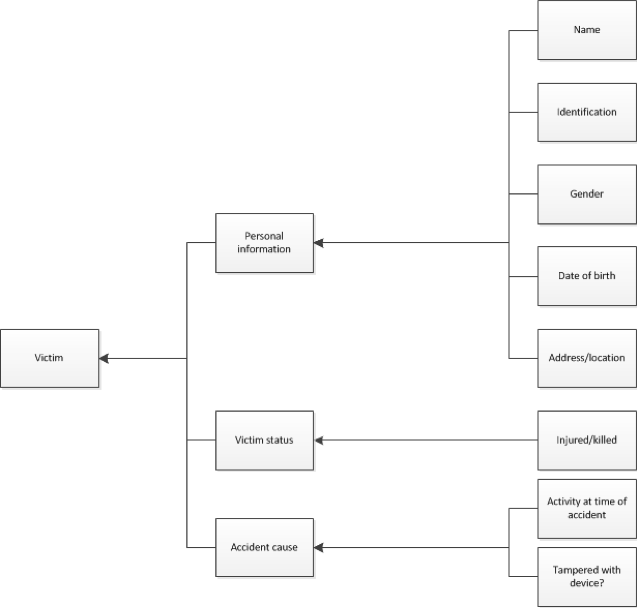 Name
Identification
Gender
Personal
information
Date of birth
Victim
Address/location
Victim status
Injured/killed
Activity at time of
accident
Accident cause
Tampered with
device?